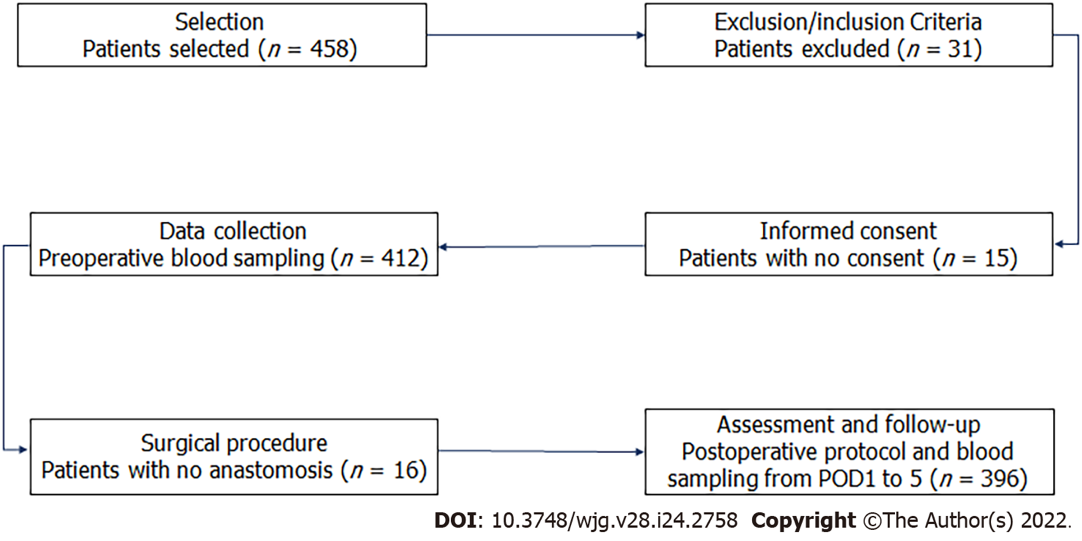 Selection
Patients selected (n = 458)
Exclusion/inclusion Criteria
Patients excluded (n = 31)
Informed consent
Patients with no consent (n = 15)
Data collection
Preoperative blood sampling (n = 412)
Surgical procedure
Patients with no anastomosis (n = 16)
Assessment and follow-up
Postoperative protocol and blood
sampling from POD1 to 5 (n = 396)
DOI: 10.3748/wjg.v28.i24.2758 Copyright ©The Author(s) 2022.